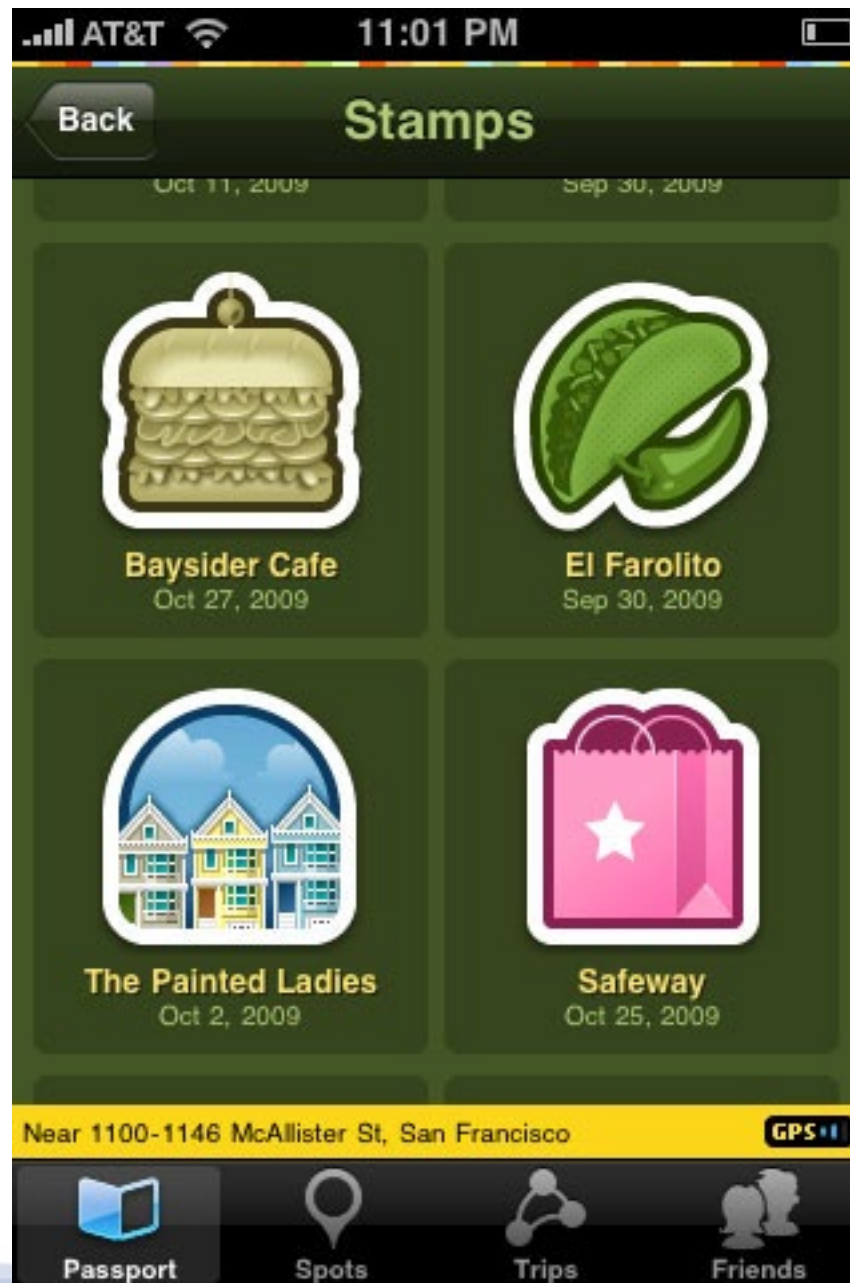 AT&T 11:01 PM
Back Stamps
Oct 11, 2009 Sep 30, 2009
Baysider Cafe El Farolito
Oct 27, 2009 Sep 30, 2009
The Painted Ladies Safeway
Oct 2, 2009 Oct 25, 2009
Near 1100-1146 McAllister St, San Francisco GPS
Passport Spots Trips Friends